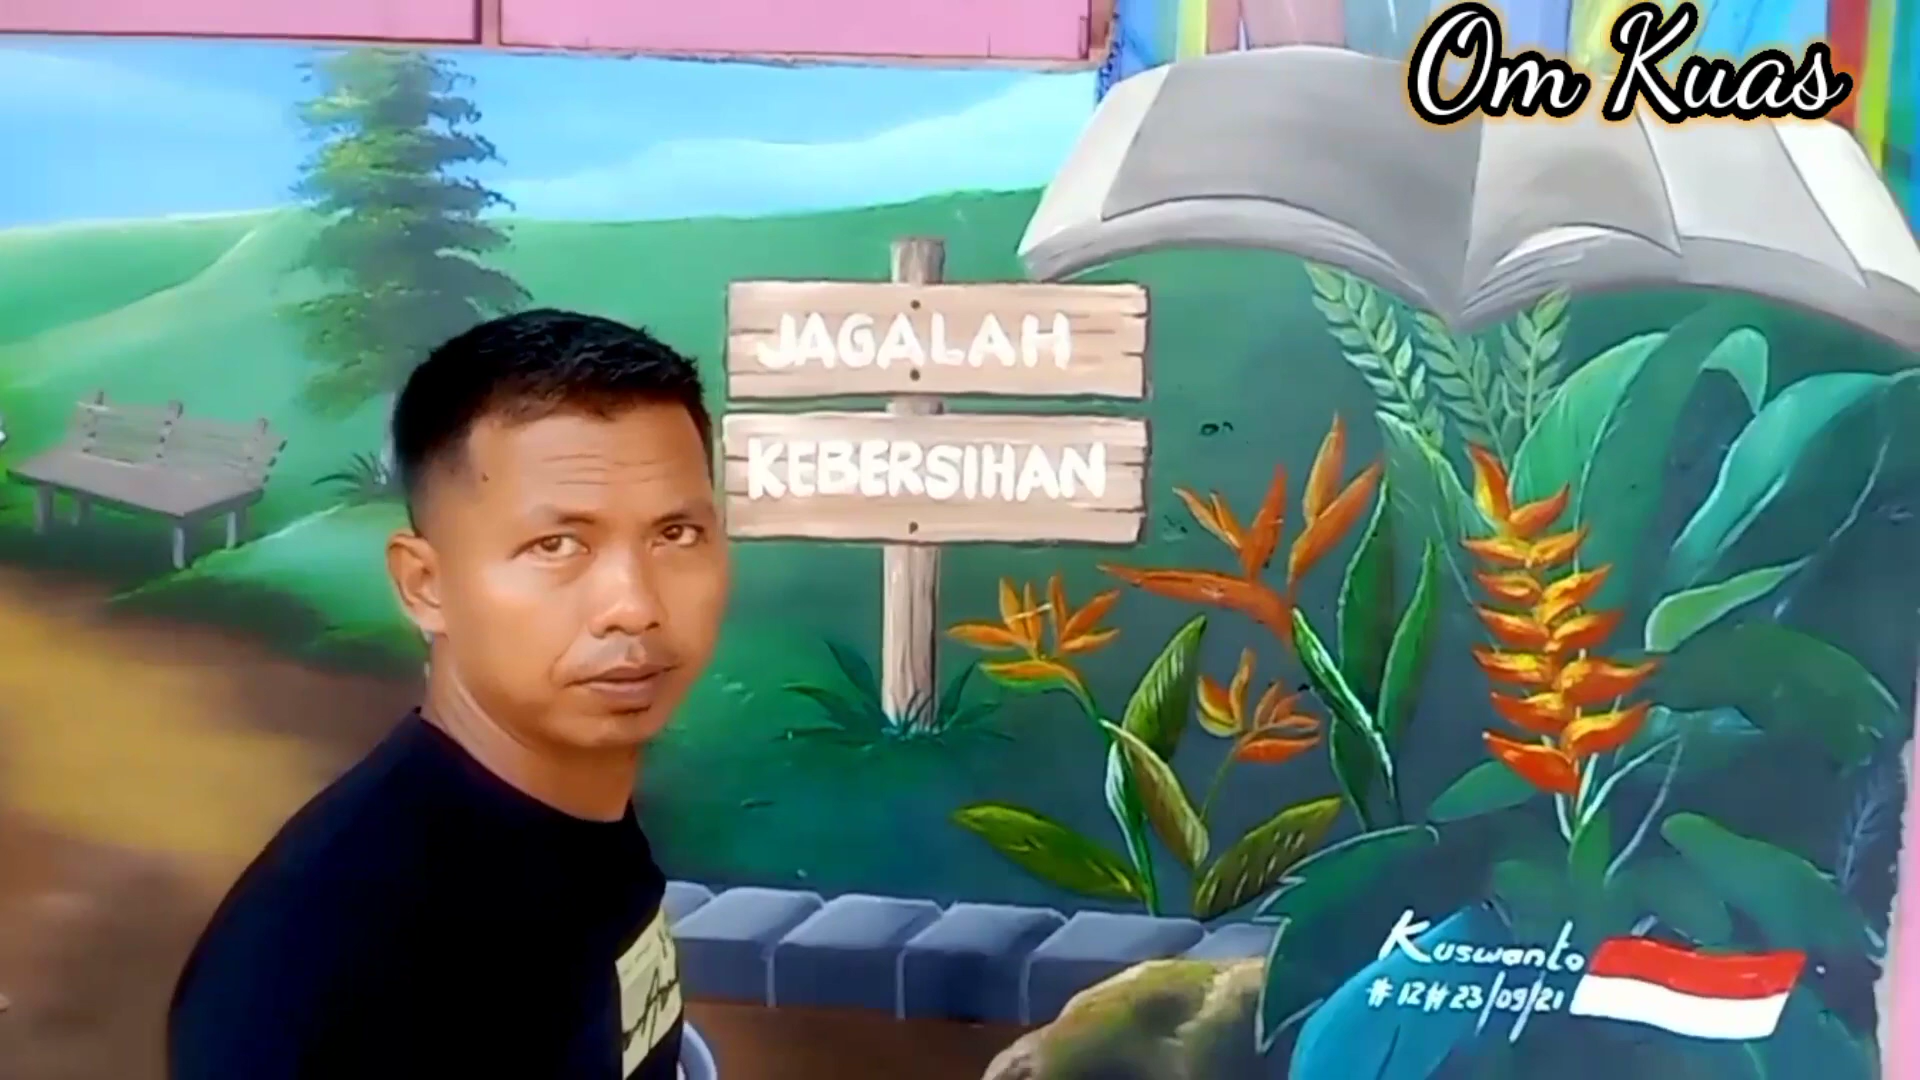 Om Kuas
JAGALAH
KEBERSIHAN
Kuswanto
#12# 23/09/21